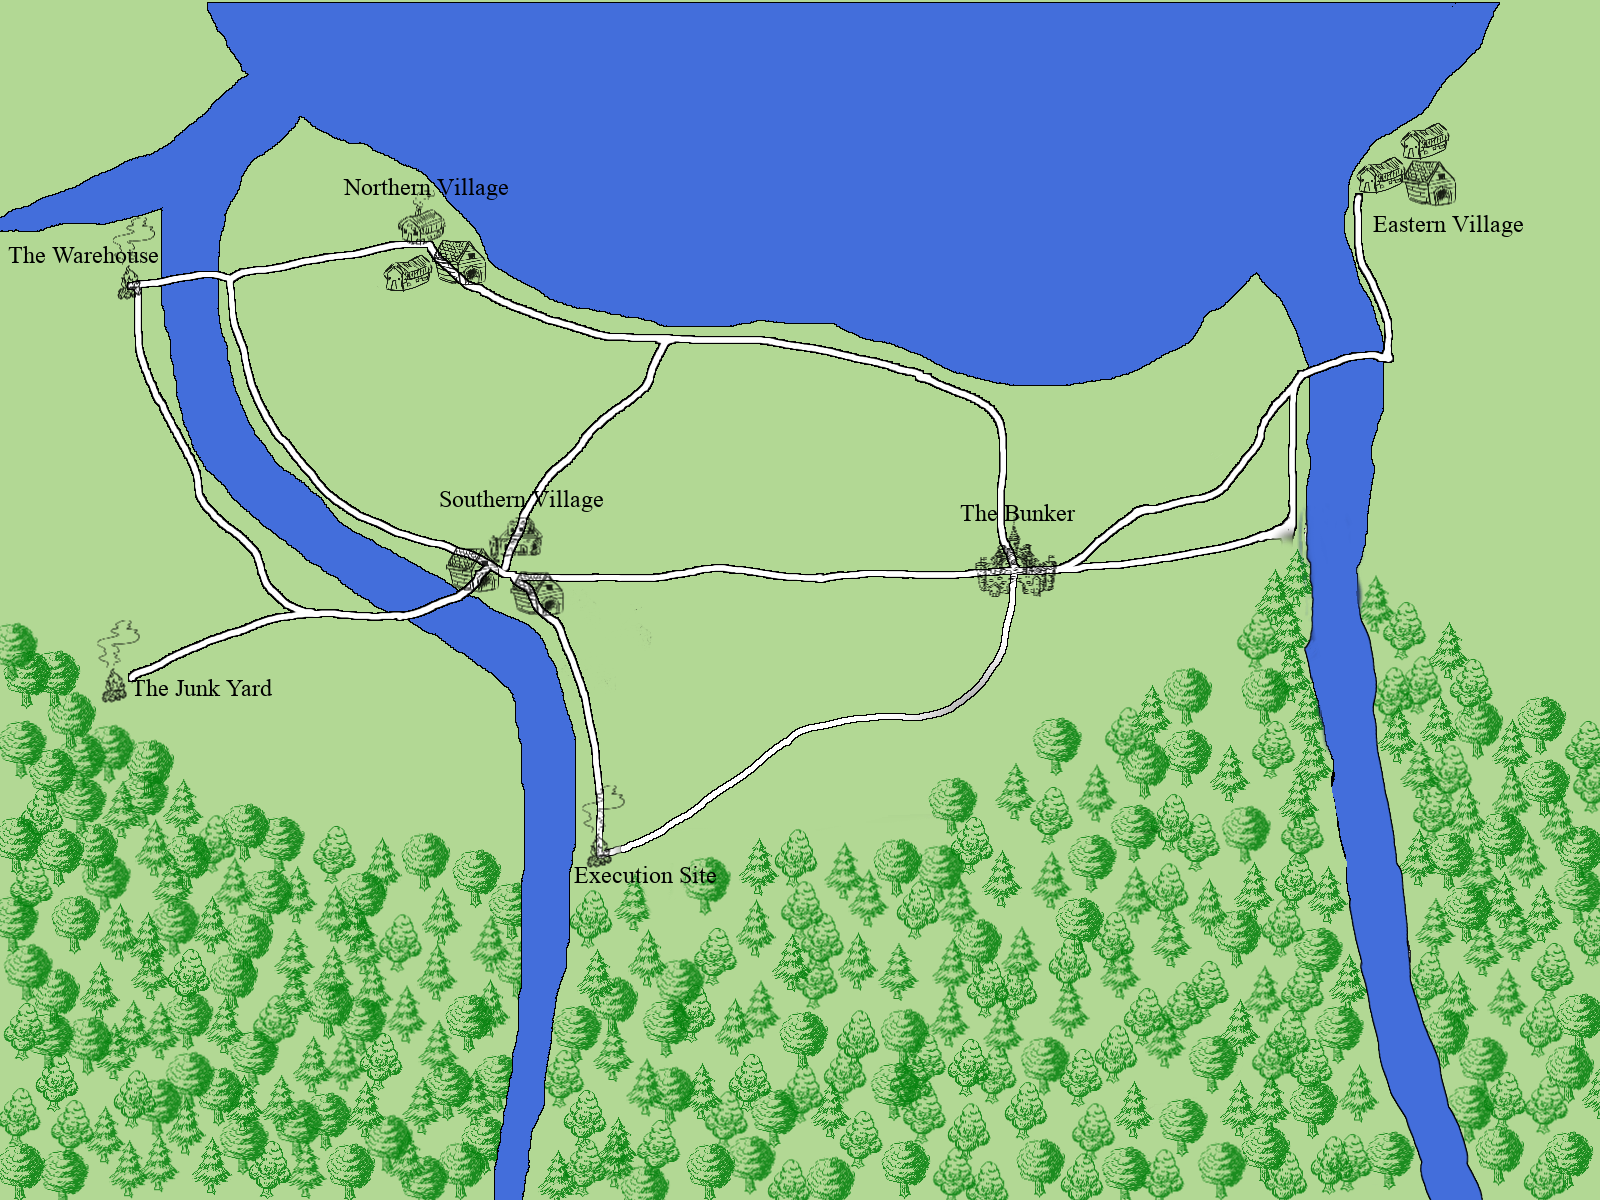 Northern Village
Eastern Village
The Warehouse
Southern Village
The Bunker
The Junk Yard
Execution Site